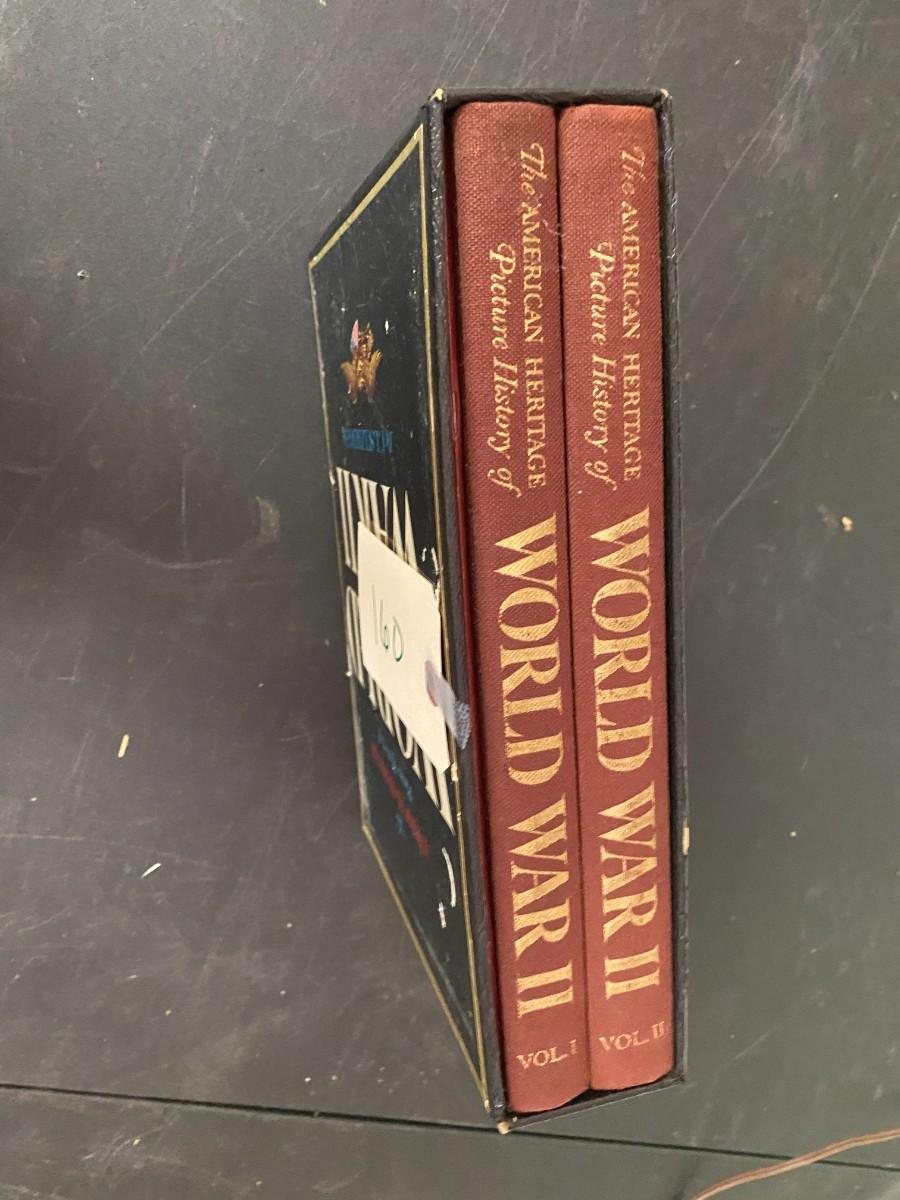 The AMERICAN HERITAGE
Picture History of
WORLD WAR II
VOL. I
The AMERICAN HERITAGE
Picture History of
WORLD WAR II
VOL. II
160